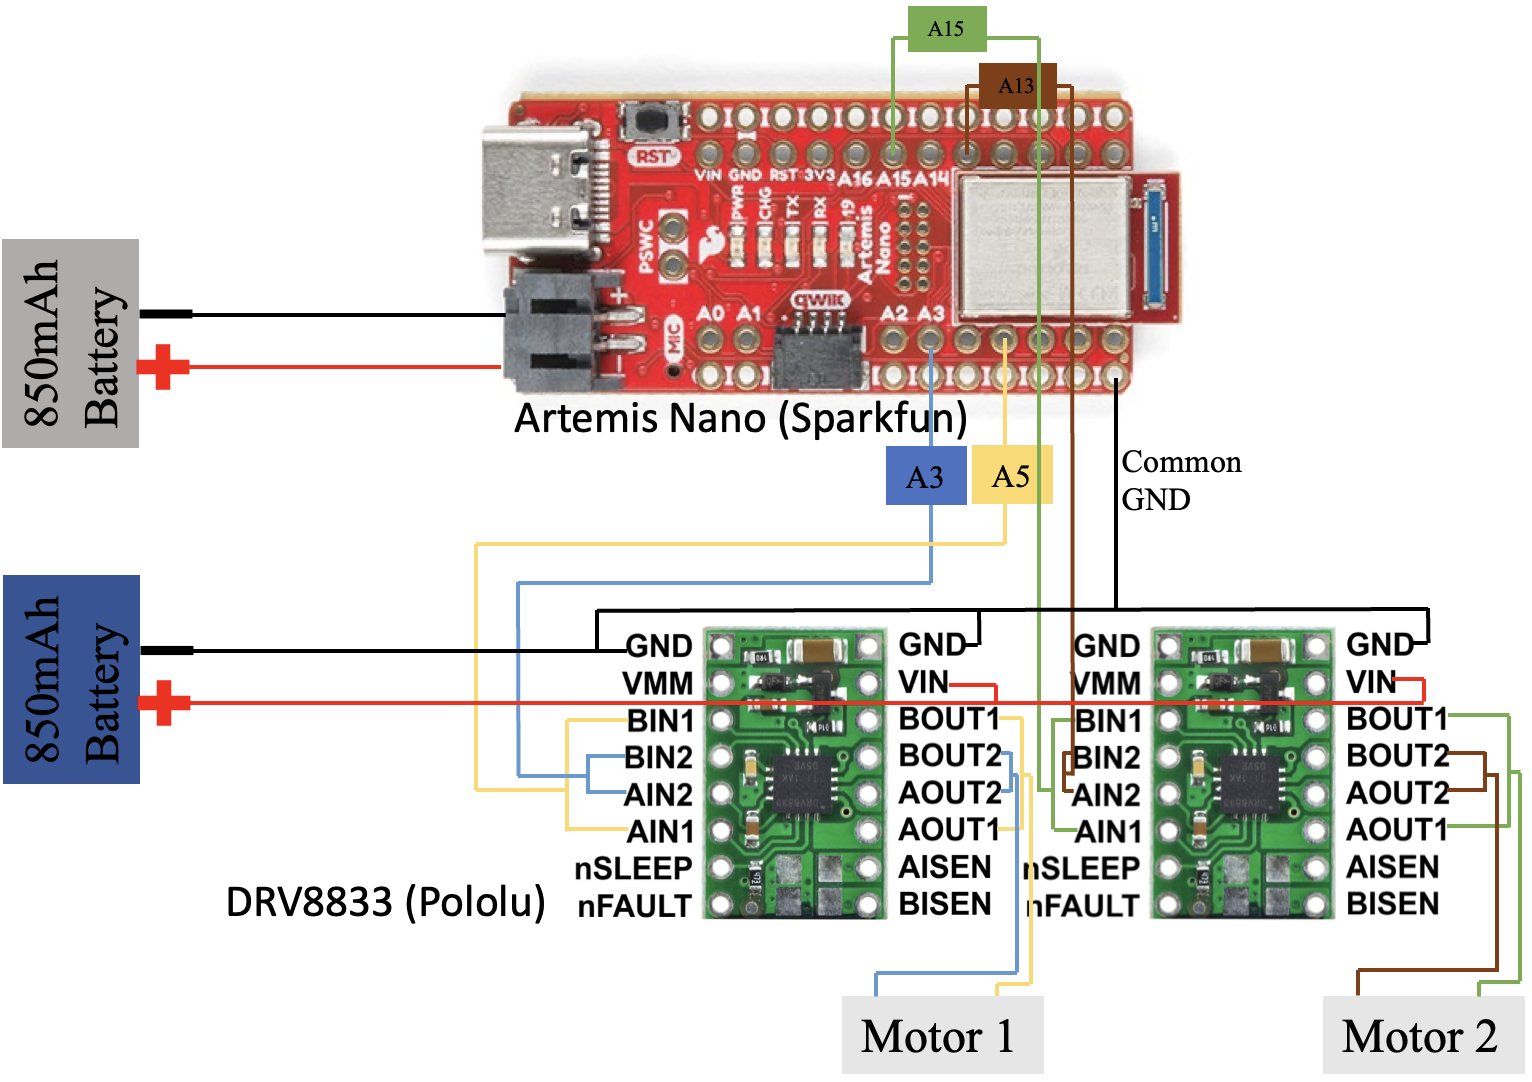 A15
A13
RST
VIN GND RST 3V3 A16 A15 A14
PWR
CHG
TX
RX
19
Artemis
Nano
PSWC
qwiic
+
-
MIC
A0 A1 A2 A3
850mAh
Battery
Artemis Nano (Sparkfun)
A3
A5
Common
GND
850mAh
Battery
GND
VMM
BIN1
BIN2
AIN2
AIN1
nSLEEP
nFAULT
GND
VIN
BOUT1
BOUT2
AOUT2
AOUT1
AISEN
BISEN
GND
VMM
BIN1
BIN2
AIN2
AIN1
nSLEEP
nFAULT
GND
VIN
BOUT1
BOUT2
AOUT2
AOUT1
AISEN
BISEN
DRV8833 (Pololu)
Motor 1
Motor 2